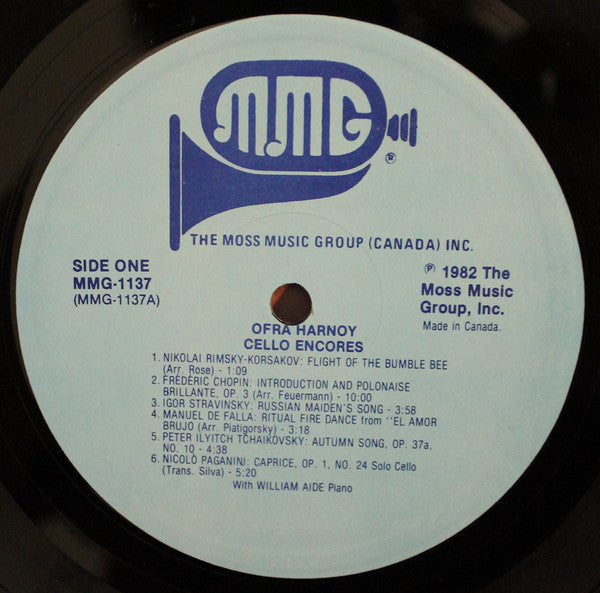 MMG
®
THE MOSS MUSIC GROUP (CANADA) INC.
SIDE ONE
MMG-1137
(MMG-1137A)
℗ 1982 The
Moss Music
Group, Inc.
Made in Canada.
OFRA HARNOY
CELLO ENCORES
1. NIKOLAI RIMSKY-KORSAKOV: FLIGHT OF THE BUMBLE BEE
(Arr. Rose) - 1:09
2. FRÉDÉRIC CHOPIN: INTRODUCTION AND POLONAISE
BRILLANTE, OP. 3 (Arr. Feuermann) - 10:00
3. IGOR STRAVINSKY: RUSSIAN MAIDEN'S SONG - 3:58
4. MANUEL DE FALLA: RITUAL FIRE DANCE from "EL AMOR
BRUJO (Arr. Piatigorsky) - 3:18
5. PETER ILYITCH TCHAIKOVSKY: AUTUMN SONG, OP. 37a,
NO. 10 - 4:38
6. NICOLÒ PAGANINI: CAPRICE, OP. 1, NO. 24 Solo Cello
(Trans. Silva) - 5:20
With WILLIAM AIDE Piano